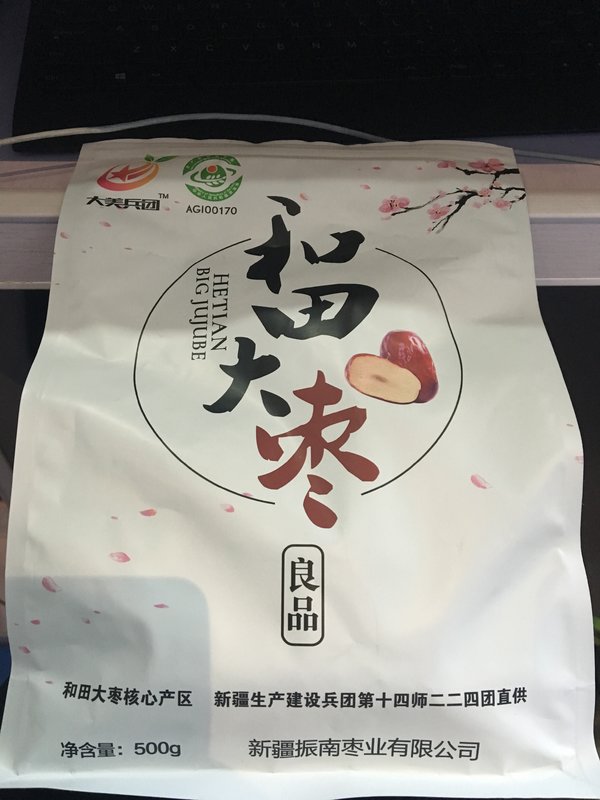 大美兵团 TM
AGI00170
和田
大枣
HETIAN
BIG JUJUBE
良品
和田大枣核心产区 新疆生产建设兵团第十四师二二四团直供
净含量：500g 新疆振南枣业有限公司